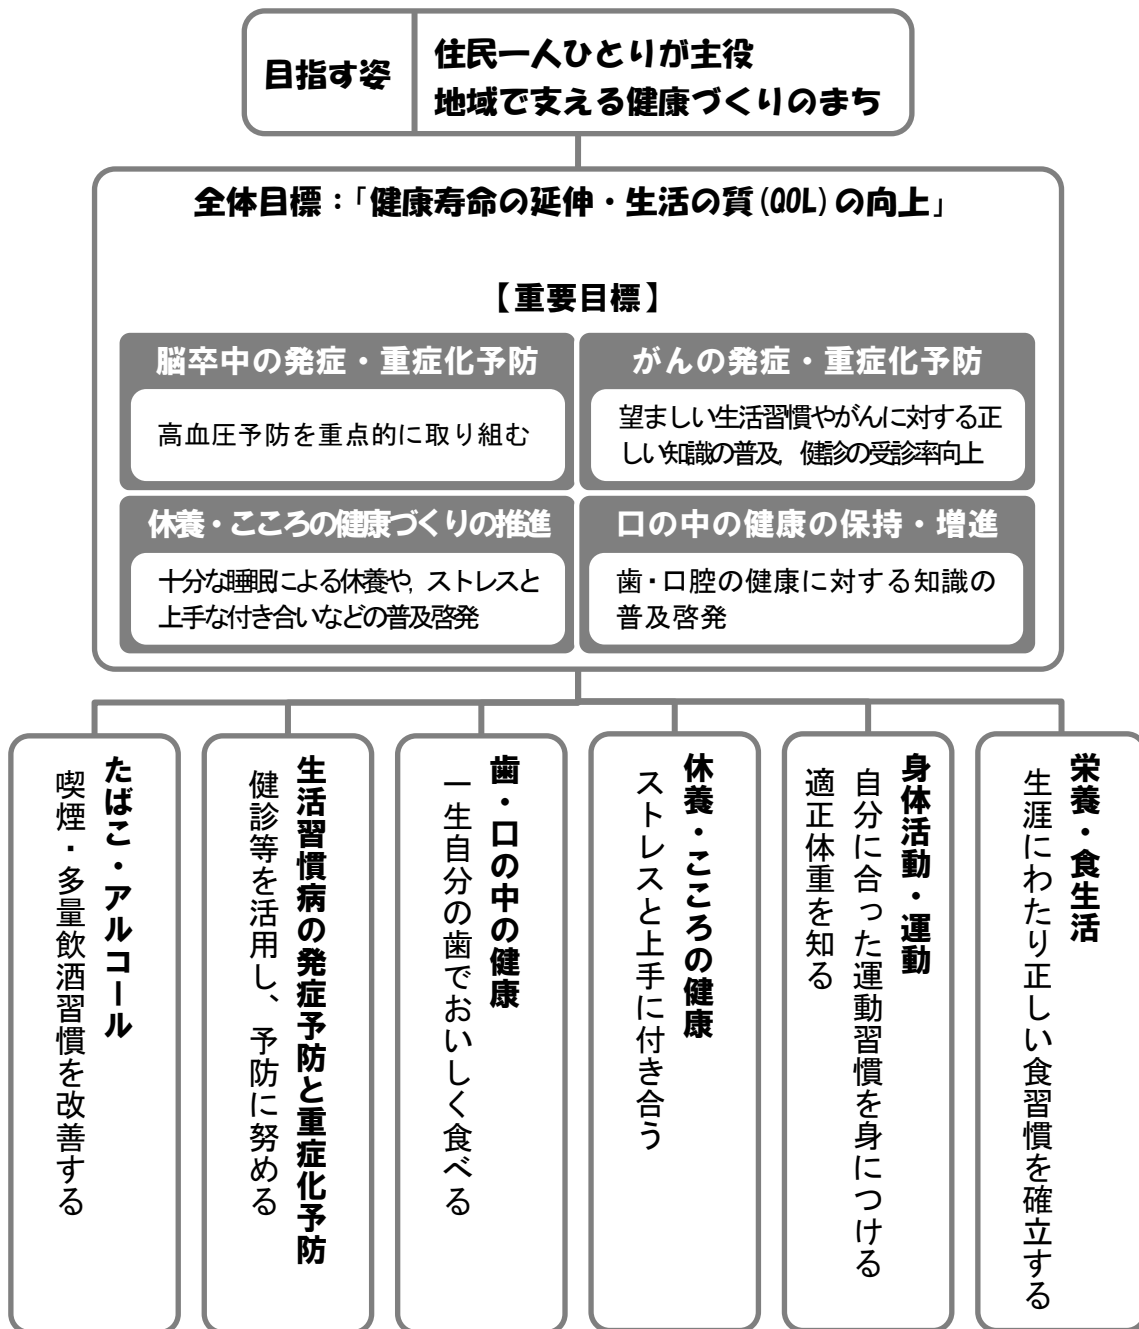 目指す姿
住民一人ひとりが主役
地域で支える健康づくりのまち
全体目標：「健康寿命の延伸・生活の質(QOL)の向上」
【重要目標】
脳卒中の発症・重症化予防
高血圧予防を重点的に取り組む
がんの発症・重症化予防
望ましい生活習慣やがんに対する正
しい知識の普及，健診の受診率向上
休養・こころの健康づくりの推進
十分な睡眠による休養や，ストレスと
上手な付き合いなどの普及啓発
口の中の健康の保持・増進
歯・口腔の健康に対する知識の
普及啓発
栄養・食生活
生涯にわたり正しい食習慣を確立する
身体活動・運動
自分に合った運動習慣を身につける
適正体重を知る
休養・こころの健康
ストレスと上手に付き合う
歯・口の中の健康
一生自分の歯でおいしく食べる
生活習慣病の発症予防と重症化予防
健診等を活用し、予防に努める
たばこ・アルコール
喫煙・多量飲酒習慣を改善する